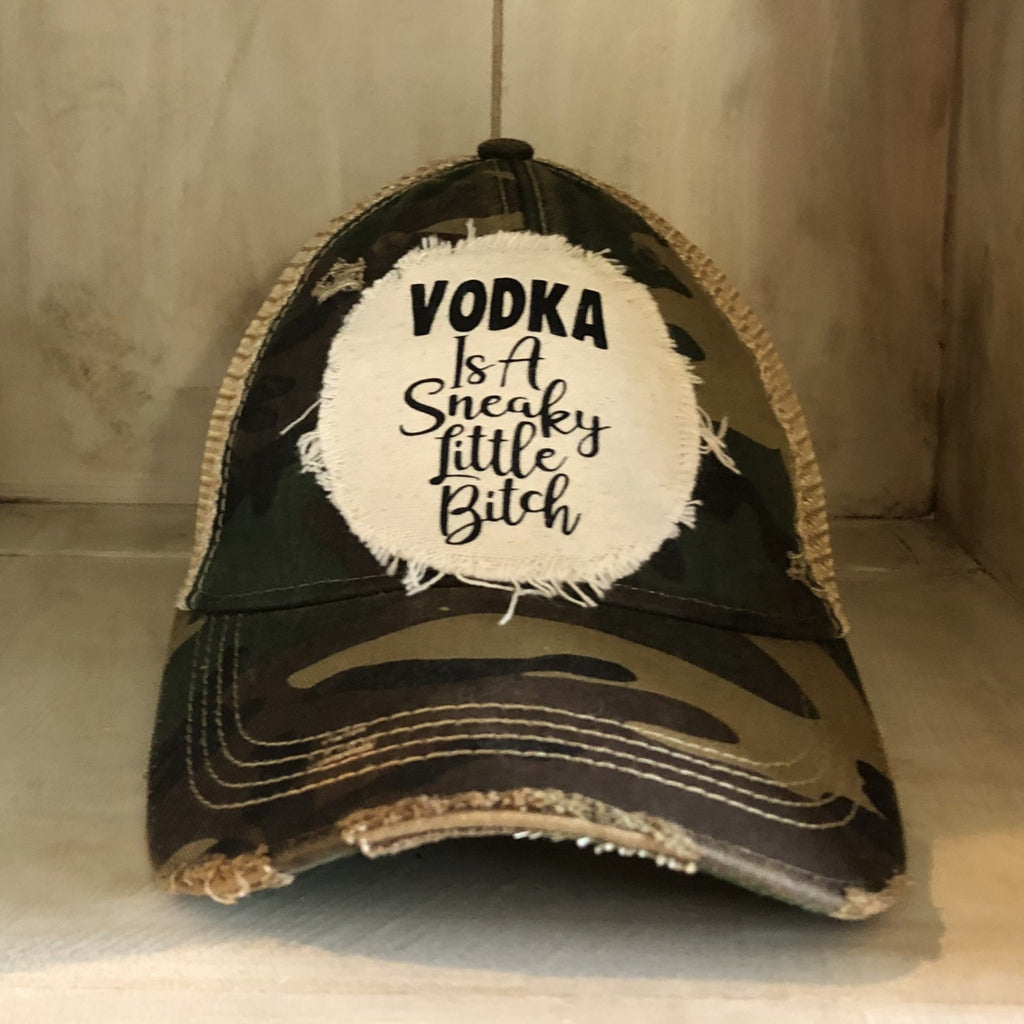 VODKA
Is A
Sneaky
Little
Bitch